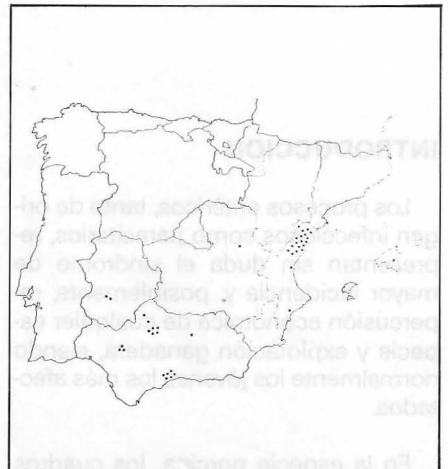 INTRODUCCION
Los procesos entéricos, tanto de ori-
gen infecciosos como parasitarios, re-
presentan sin duda el síndrome de
mayor incidencia y, posiblemente, re-
percusión económica de cualquier es-
pecie y explotación ganadera, siendo
normalmente los jóvenes los más afec-
tados.
En la especie porcina, los cuadros